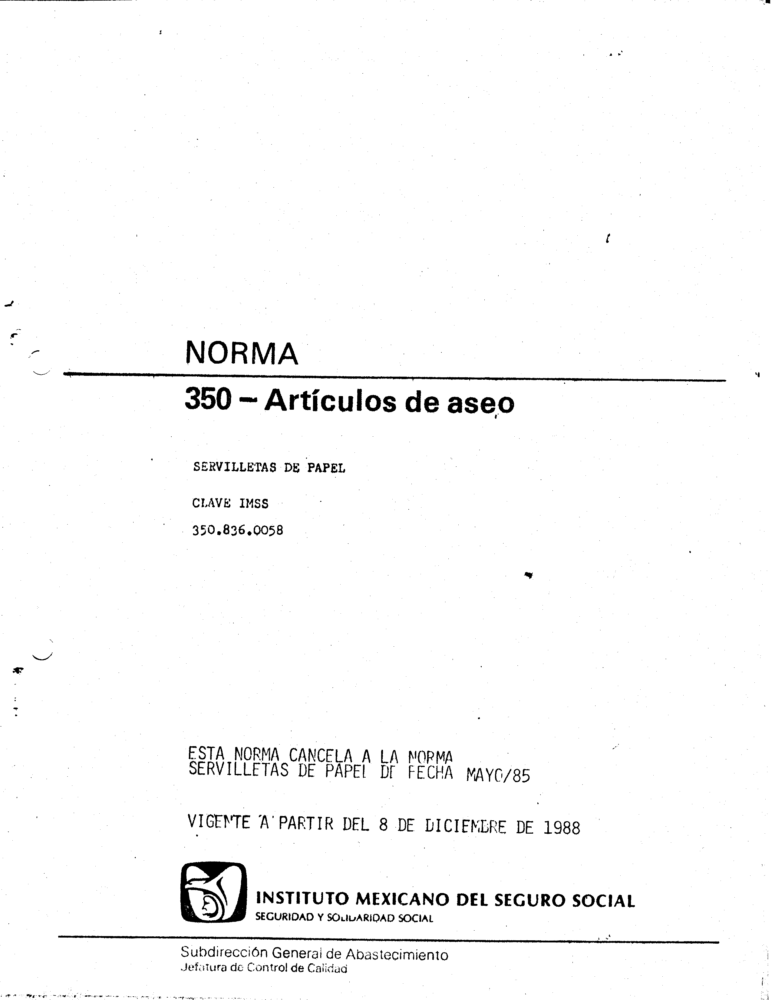 NORMA
350 – Artículos de aseo
SERVILLETAS DE PAPEL
CLAVE IMSS
350.836.0058
ESTA NORMA CANCELA A LA NORMA
SERVILLETAS DE PAPEL DE FECHA MAYO/85
VIGENTE A PARTIR DEL 8 DE DICIEMBRE DE 1988
INSTITUTO MEXICANO DEL SEGURO SOCIAL
SEGURIDAD Y SOLIDARIDAD SOCIAL
Subdirección General de Abastecimiento
Jefatura de Control de Calidad